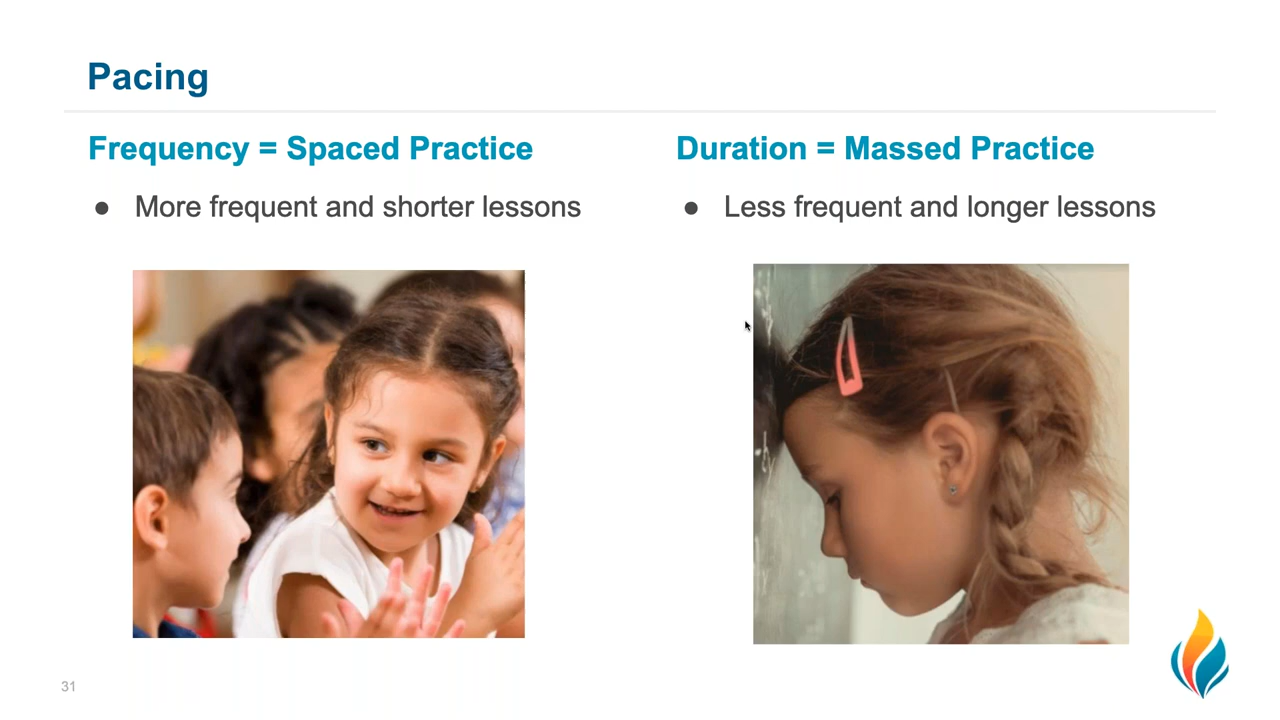 Pacing
Frequency = Spaced Practice
● More frequent and shorter lessons
Duration = Massed Practice
● Less frequent and longer lessons
31